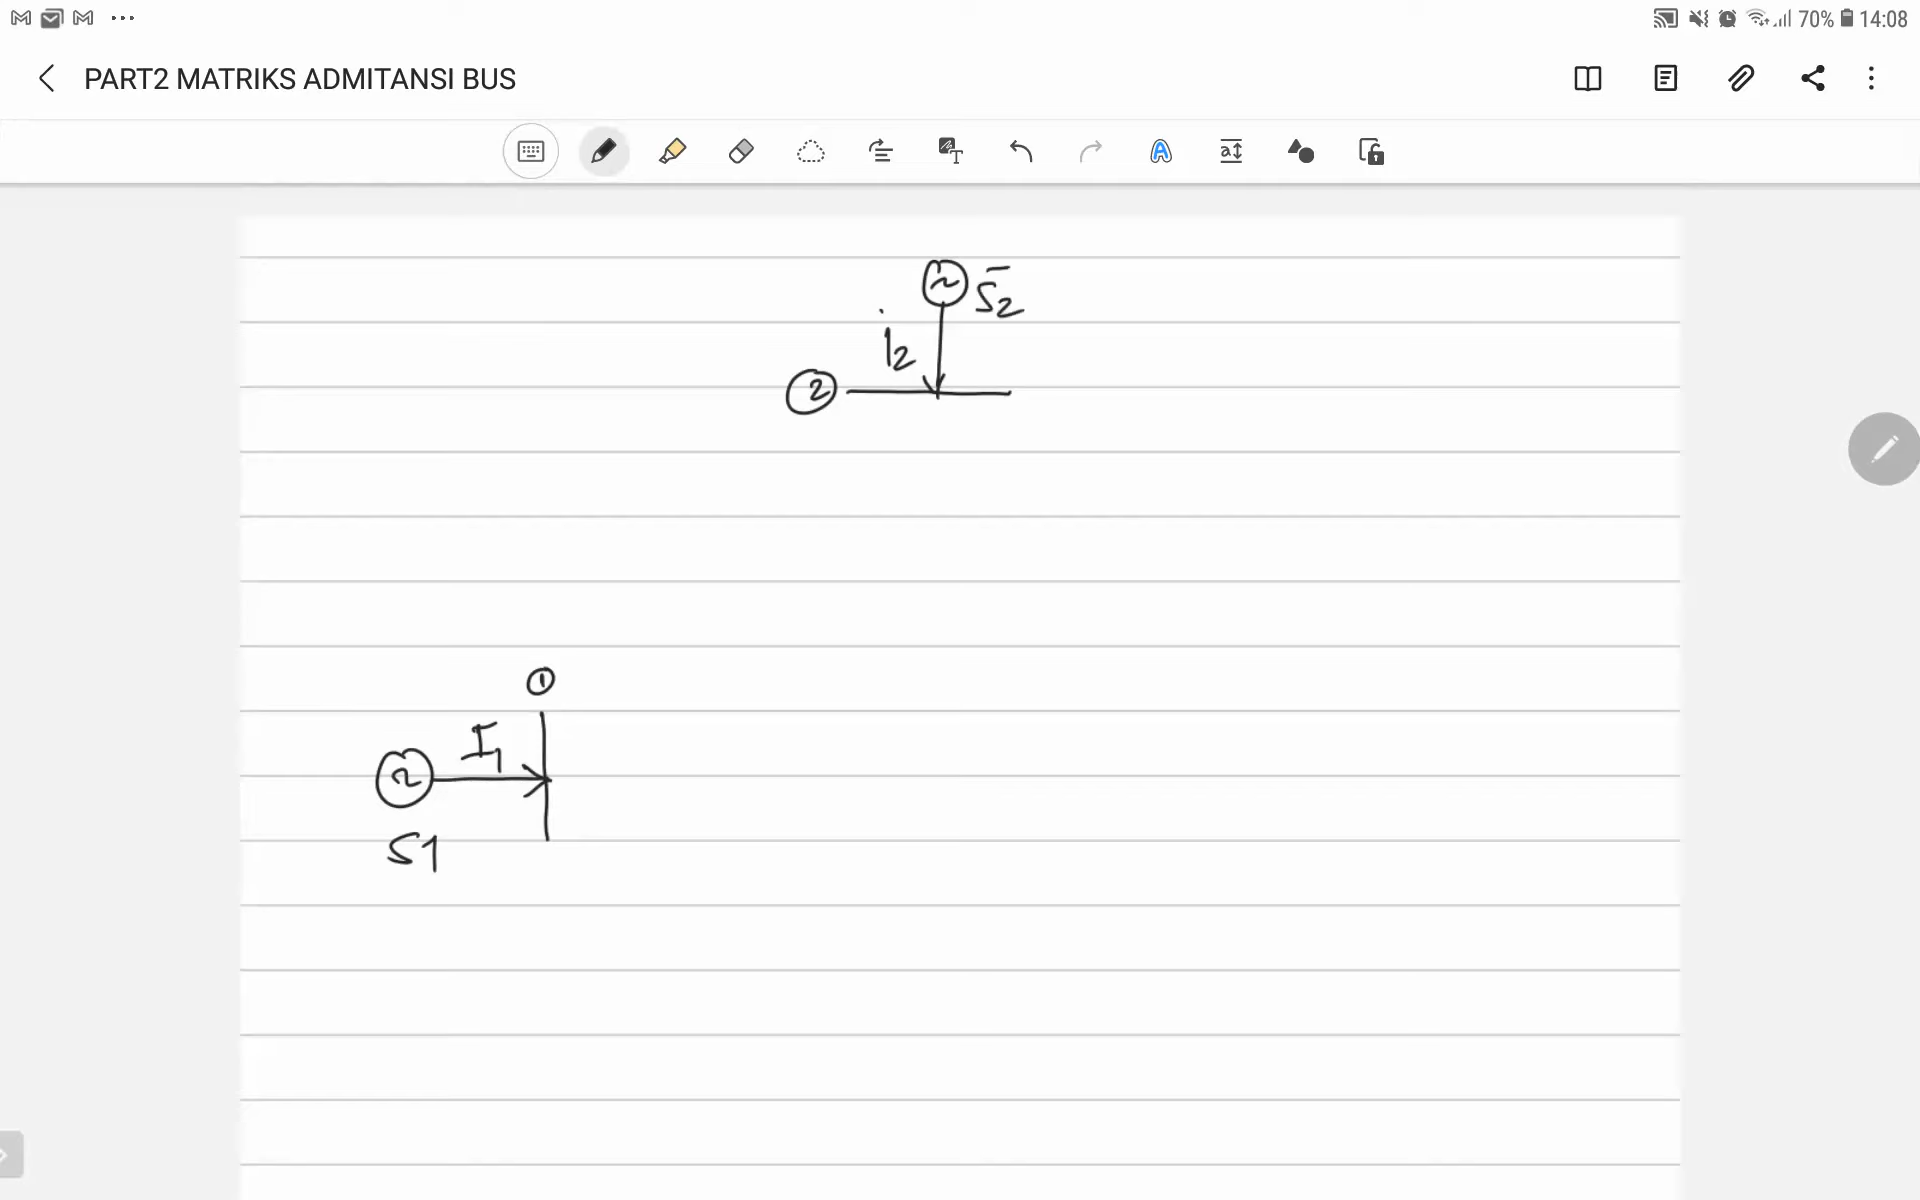 70% 14:08
PART2 MATRIKS ADMITANSI BUS
S̄2
i2
2
1
I1
S1